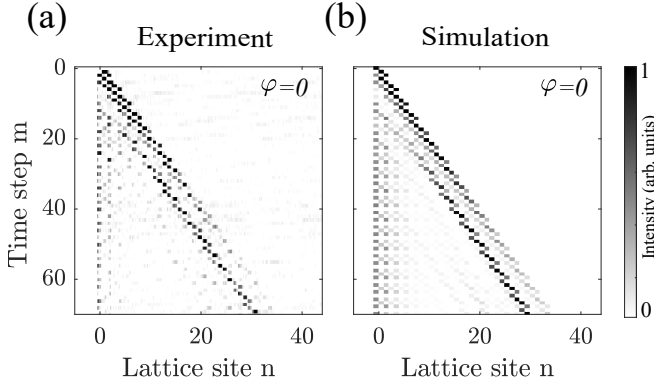 (a)
Experiment
(b)
Simulation
φ=0
φ=0
0
20
40
60
Time step m
0
20
40
Lattice site n
0
20
40
Lattice site n
1
0
Intensity (arb. units)